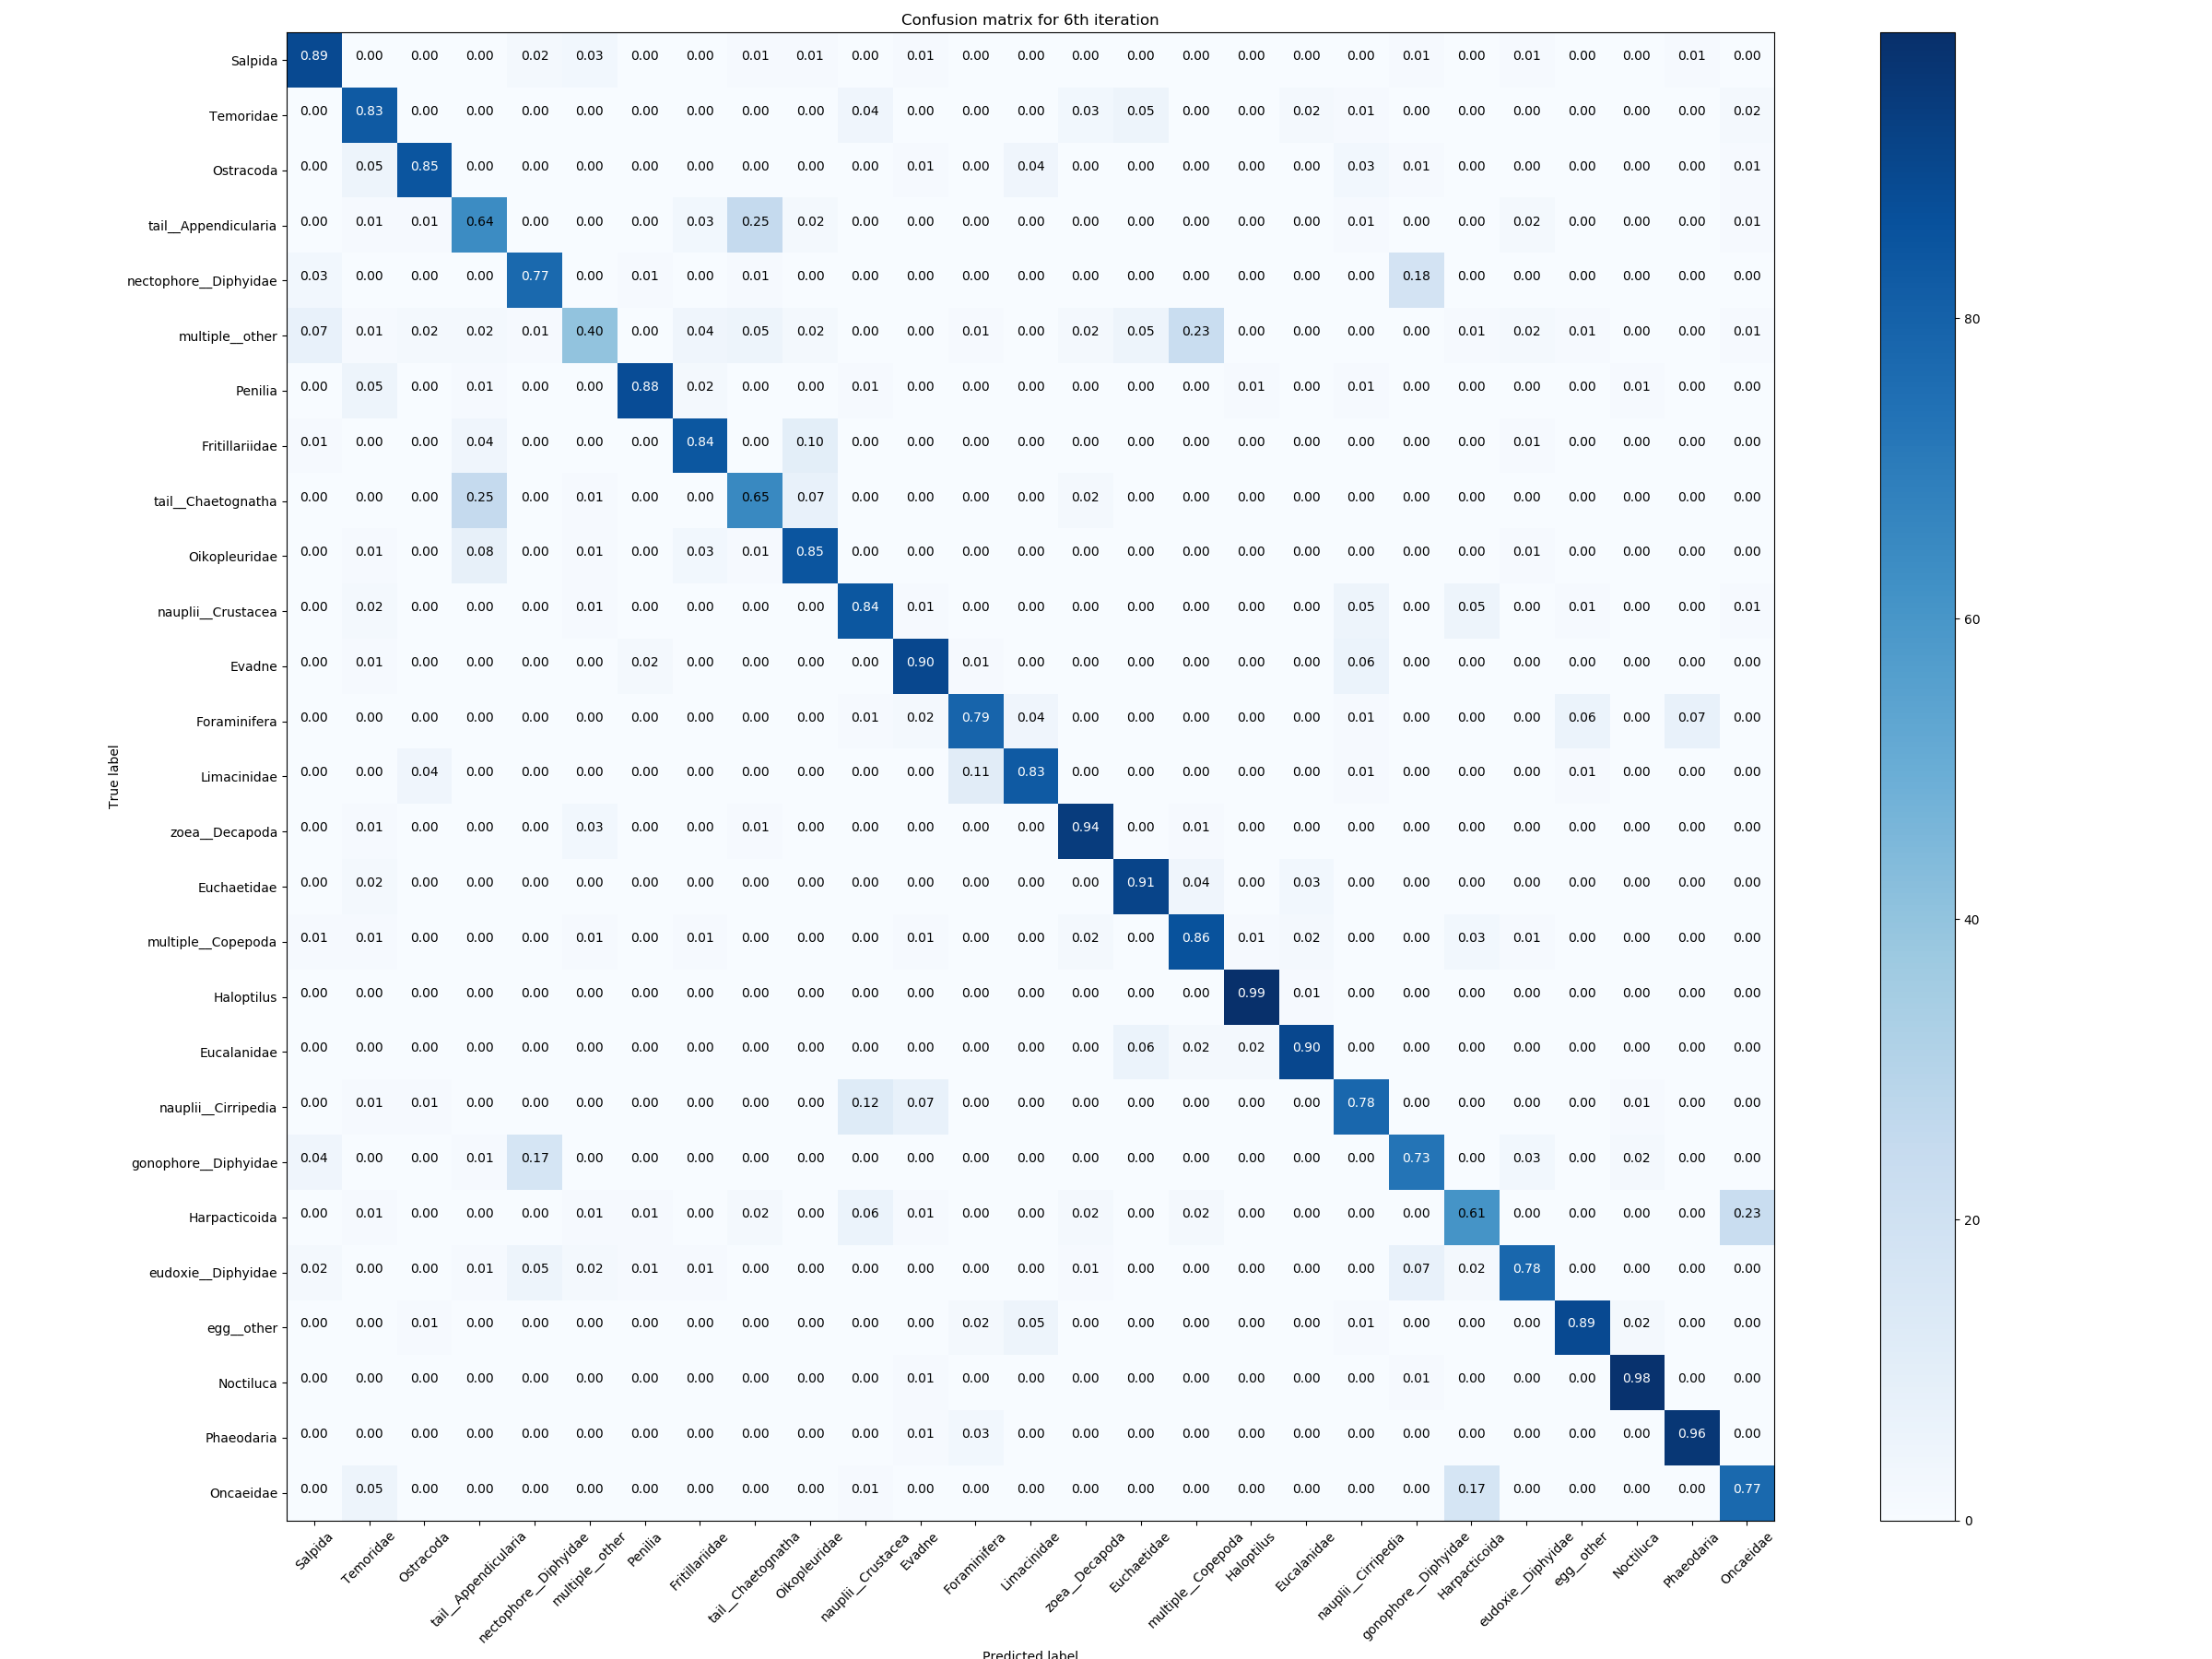 Confusion matrix for 6th iteration
Salpida 0.89 0.00 0.00 0.00 0.02 0.03 0.00 0.00 0.01 0.01 0.00 0.01 0.00 0.00 0.00 0.00 0.00 0.00 0.00 0.00 0.01 0.00 0.01 0.00 0.00 0.01 0.00
Temoridae 0.00 0.83 0.00 0.00 0.00 0.00 0.00 0.00 0.00 0.00 0.04 0.00 0.00 0.00 0.03 0.05 0.00 0.00 0.02 0.01 0.00 0.00 0.00 0.00 0.00 0.00 0.02
Ostracoda 0.00 0.05 0.85 0.00 0.00 0.00 0.00 0.00 0.00 0.00 0.00 0.01 0.00 0.04 0.00 0.00 0.00 0.00 0.00 0.03 0.01 0.00 0.00 0.00 0.00 0.00 0.01
tail__Appendicularia 0.00 0.01 0.01 0.64 0.00 0.00 0.00 0.03 0.25 0.02 0.00 0.00 0.00 0.00 0.00 0.00 0.00 0.00 0.00 0.01 0.00 0.00 0.02 0.00 0.00 0.00 0.01
nectophore__Diphyidae 0.03 0.00 0.00 0.00 0.77 0.00 0.01 0.00 0.01 0.00 0.00 0.00 0.00 0.00 0.00 0.00 0.00 0.00 0.00 0.00 0.18 0.00 0.00 0.00 0.00 0.00 0.00
multiple__other 0.07 0.01 0.02 0.02 0.01 0.40 0.00 0.04 0.05 0.02 0.00 0.00 0.01 0.00 0.02 0.05 0.23 0.00 0.00 0.00 0.00 0.01 0.02 0.01 0.00 0.00 0.01
Penilia 0.00 0.05 0.00 0.01 0.00 0.00 0.88 0.02 0.00 0.00 0.01 0.00 0.00 0.00 0.00 0.00 0.00 0.01 0.00 0.01 0.00 0.00 0.00 0.00 0.01 0.00 0.00
Fritillariidae 0.01 0.00 0.00 0.04 0.00 0.00 0.00 0.84 0.00 0.10 0.00 0.00 0.00 0.00 0.00 0.00 0.00 0.00 0.00 0.00 0.00 0.00 0.01 0.00 0.00 0.00 0.00
tail__Chaetognatha 0.00 0.00 0.00 0.25 0.00 0.01 0.00 0.00 0.65 0.07 0.00 0.00 0.00 0.00 0.02 0.00 0.00 0.00 0.00 0.00 0.00 0.00 0.00 0.00 0.00 0.00 0.00
Oikopleuridae 0.00 0.01 0.00 0.08 0.00 0.01 0.00 0.03 0.01 0.85 0.00 0.00 0.00 0.00 0.00 0.00 0.00 0.00 0.00 0.00 0.00 0.00 0.01 0.00 0.00 0.00 0.00
nauplii__Crustacea 0.00 0.02 0.00 0.00 0.00 0.01 0.00 0.00 0.00 0.00 0.84 0.01 0.00 0.00 0.00 0.00 0.00 0.00 0.00 0.05 0.00 0.05 0.00 0.01 0.00 0.00 0.01
Evadne 0.00 0.01 0.00 0.00 0.00 0.00 0.02 0.00 0.00 0.00 0.00 0.90 0.01 0.00 0.00 0.00 0.00 0.00 0.00 0.06 0.00 0.00 0.00 0.00 0.00 0.00 0.00
Foraminifera 0.00 0.00 0.00 0.00 0.00 0.00 0.00 0.00 0.00 0.00 0.01 0.02 0.79 0.04 0.00 0.00 0.00 0.00 0.00 0.01 0.00 0.00 0.00 0.06 0.00 0.07 0.00
Limacinidae 0.00 0.00 0.04 0.00 0.00 0.00 0.00 0.00 0.00 0.00 0.00 0.00 0.11 0.83 0.00 0.00 0.00 0.00 0.00 0.01 0.00 0.00 0.00 0.01 0.00 0.00 0.00
zoea__Decapoda 0.00 0.01 0.00 0.00 0.00 0.03 0.00 0.00 0.01 0.00 0.00 0.00 0.00 0.00 0.94 0.00 0.01 0.00 0.00 0.00 0.00 0.00 0.00 0.00 0.00 0.00 0.00
Euchaetidae 0.00 0.02 0.00 0.00 0.00 0.00 0.00 0.00 0.00 0.00 0.00 0.00 0.00 0.00 0.00 0.91 0.04 0.00 0.03 0.00 0.00 0.00 0.00 0.00 0.00 0.00 0.00
multiple__Copepoda 0.01 0.01 0.00 0.00 0.00 0.01 0.00 0.01 0.00 0.00 0.00 0.01 0.00 0.00 0.02 0.00 0.86 0.01 0.02 0.00 0.00 0.03 0.01 0.00 0.00 0.00 0.00
Haloptilus 0.00 0.00 0.00 0.00 0.00 0.00 0.00 0.00 0.00 0.00 0.00 0.00 0.00 0.00 0.00 0.00 0.00 0.99 0.01 0.00 0.00 0.00 0.00 0.00 0.00 0.00 0.00
Eucalanidae 0.00 0.00 0.00 0.00 0.00 0.00 0.00 0.00 0.00 0.00 0.00 0.00 0.00 0.00 0.00 0.06 0.02 0.02 0.90 0.00 0.00 0.00 0.00 0.00 0.00 0.00 0.00
nauplii__Cirripedia 0.00 0.01 0.01 0.00 0.00 0.00 0.00 0.00 0.00 0.00 0.12 0.07 0.00 0.00 0.00 0.00 0.00 0.00 0.00 0.78 0.00 0.00 0.00 0.00 0.01 0.00 0.00
gonophore__Diphyidae 0.04 0.00 0.00 0.01 0.17 0.00 0.00 0.00 0.00 0.00 0.00 0.00 0.00 0.00 0.00 0.00 0.00 0.00 0.00 0.00 0.73 0.00 0.03 0.00 0.02 0.00 0.00
Harpacticoida 0.00 0.01 0.00 0.00 0.00 0.01 0.01 0.00 0.02 0.00 0.06 0.01 0.00 0.00 0.02 0.00 0.02 0.00 0.00 0.00 0.00 0.61 0.00 0.00 0.00 0.00 0.23
eudoxie__Diphyidae 0.02 0.00 0.00 0.01 0.05 0.02 0.01 0.01 0.00 0.00 0.00 0.00 0.00 0.00 0.01 0.00 0.00 0.00 0.00 0.00 0.07 0.02 0.78 0.00 0.00 0.00 0.00
egg__other 0.00 0.00 0.01 0.00 0.00 0.00 0.00 0.00 0.00 0.00 0.00 0.00 0.02 0.05 0.00 0.00 0.00 0.00 0.00 0.01 0.00 0.00 0.00 0.89 0.02 0.00 0.00
Noctiluca 0.00 0.00 0.00 0.00 0.00 0.00 0.00 0.00 0.00 0.00 0.00 0.01 0.00 0.00 0.00 0.00 0.00 0.00 0.00 0.00 0.01 0.00 0.00 0.00 0.98 0.00 0.00
Phaeodaria 0.00 0.00 0.00 0.00 0.00 0.00 0.00 0.00 0.00 0.00 0.00 0.01 0.03 0.00 0.00 0.00 0.00 0.00 0.00 0.00 0.00 0.00 0.00 0.00 0.00 0.96 0.00
Oncaeidae 0.00 0.05 0.00 0.00 0.00 0.00 0.00 0.00 0.00 0.00 0.01 0.00 0.00 0.00 0.00 0.00 0.00 0.00 0.00 0.00 0.00 0.17 0.00 0.00 0.00 0.00 0.77
True label
Salpida Temoridae Ostracoda tail__Appendicularia nectophore__Diphyidae multiple__other Penilia Fritillariidae tail__Chaetognatha Oikopleuridae nauplii__Crustacea Evadne Foraminifera Limacinidae zoea__Decapoda Euchaetidae multiple__Copepoda Haloptilus Eucalanidae nauplii__Cirripedia gonophore__Diphyidae Harpacticoida eudoxie__Diphyidae egg__other Noctiluca Phaeodaria Oncaeidae
Predicted label
80
60
40
20
0